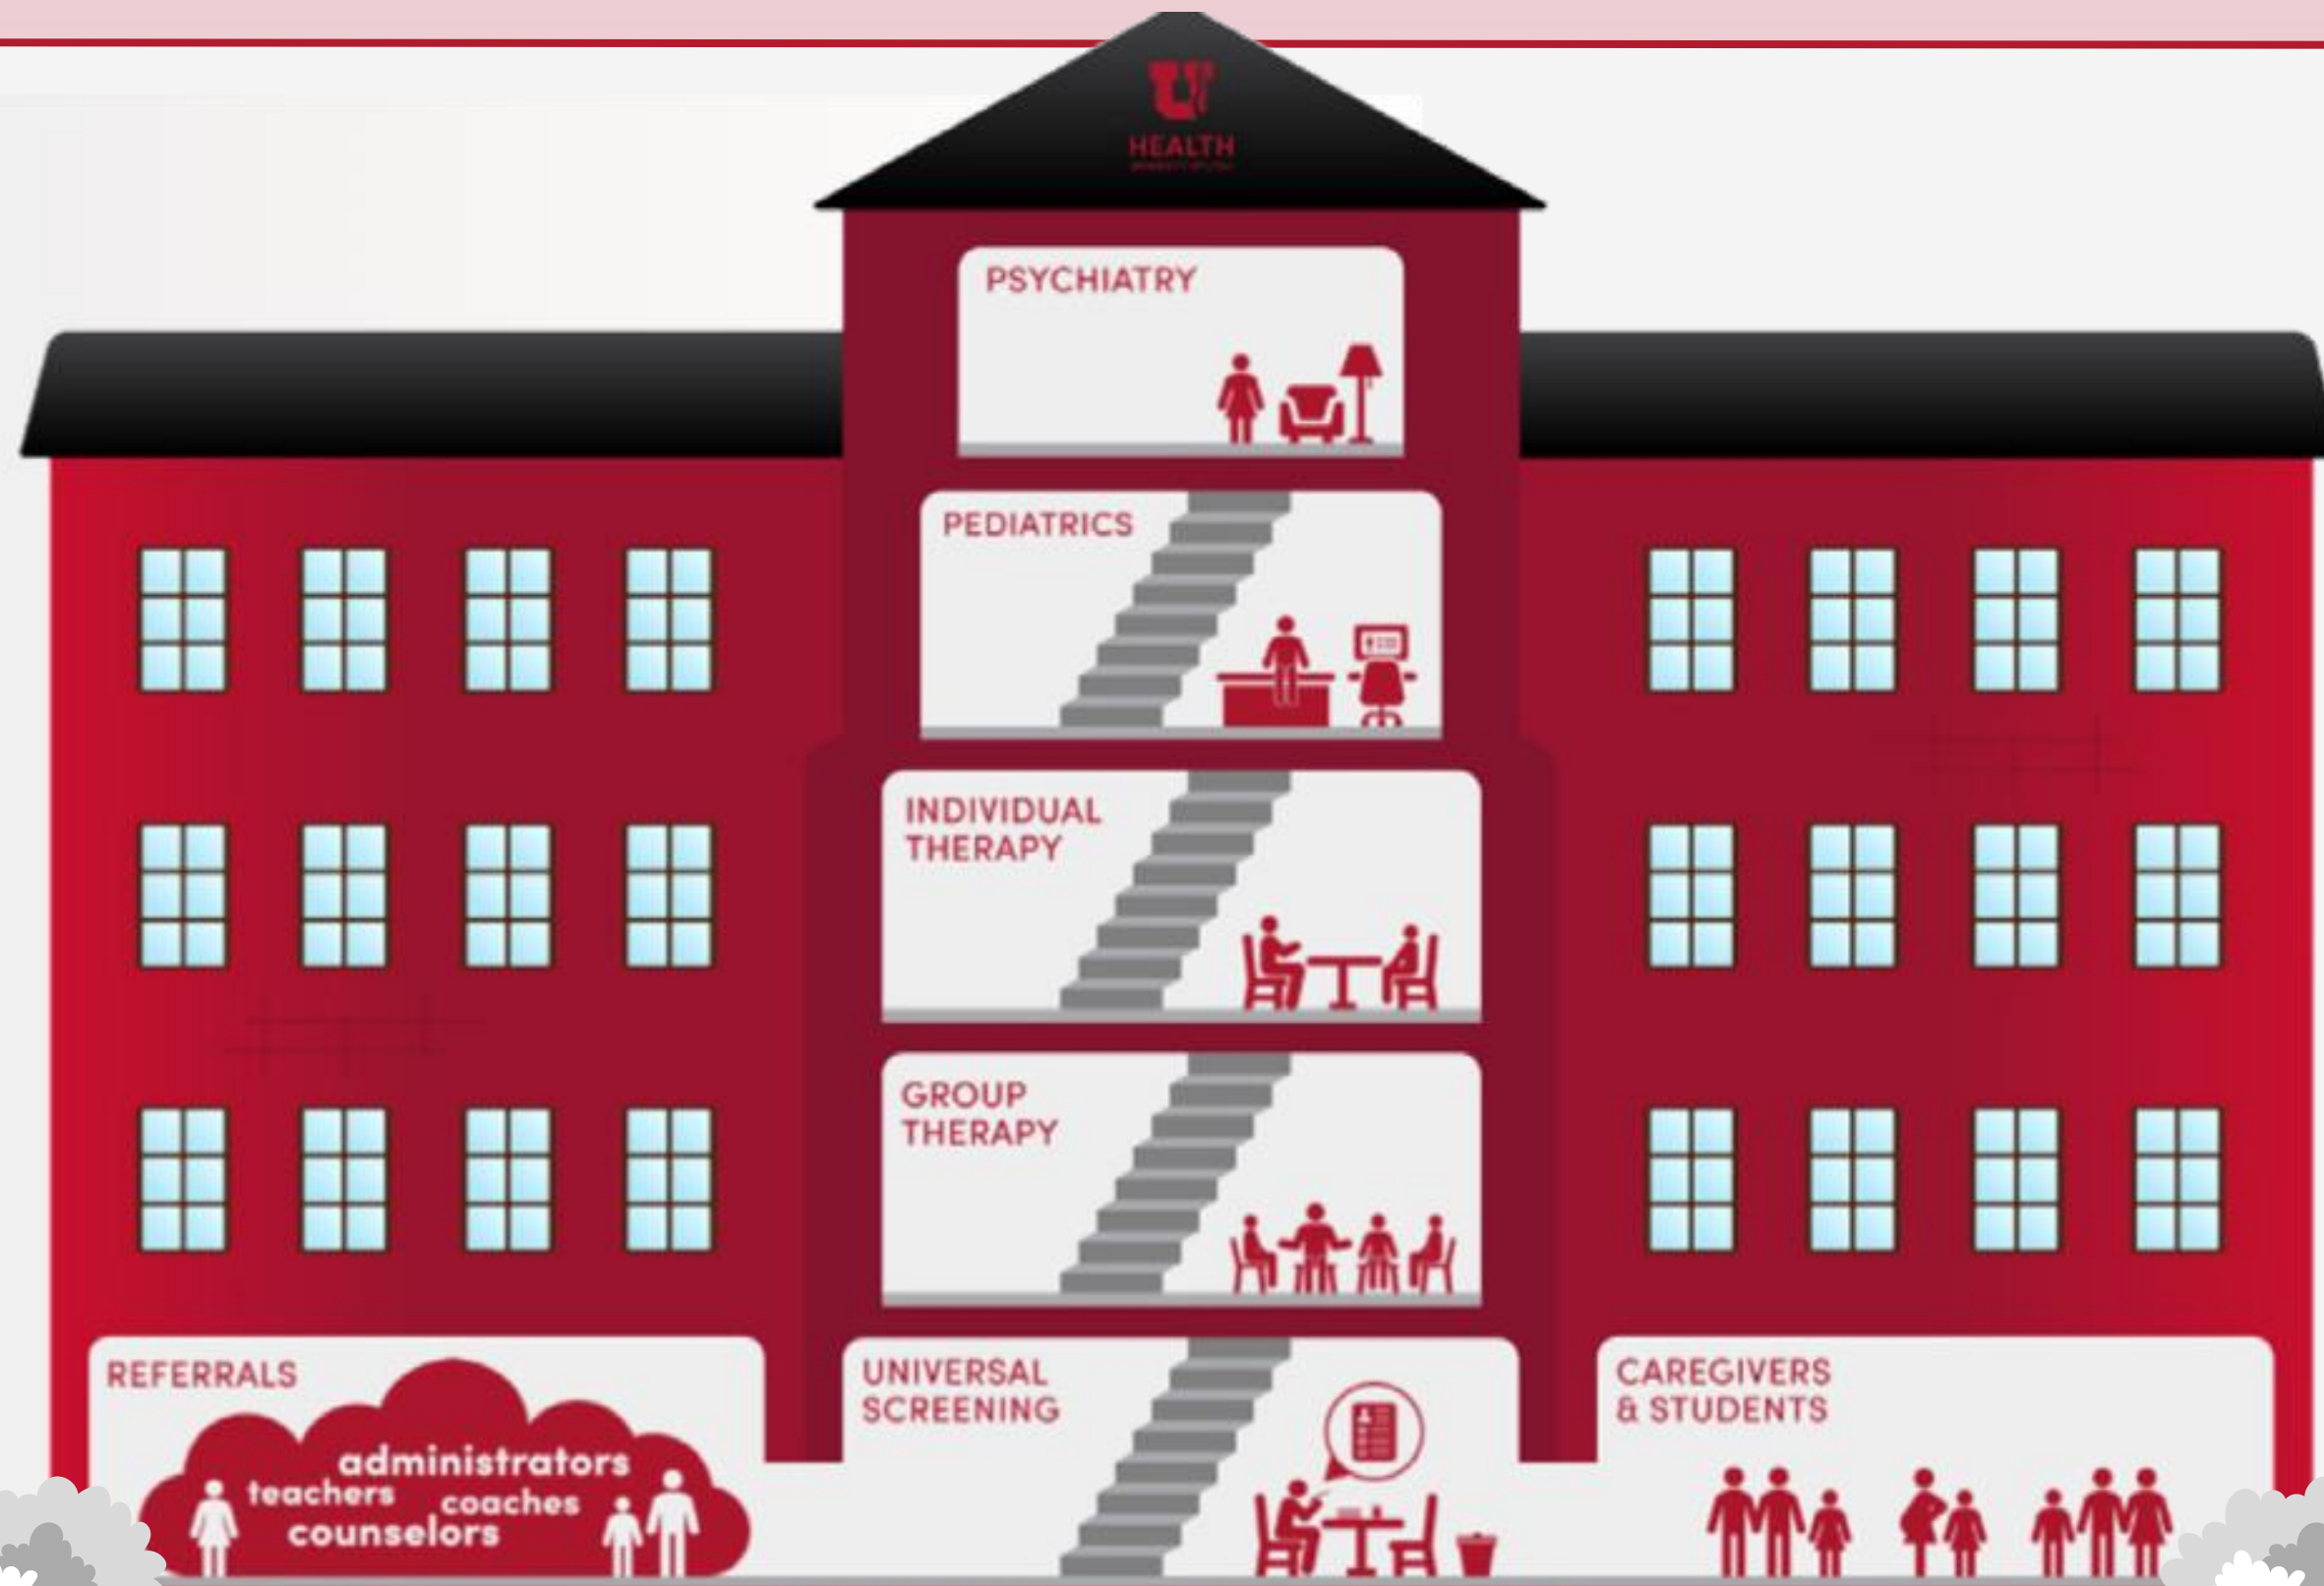 U
HEALTH
PSYCHIATRY
PEDIATRICS
INDIVIDUAL
THERAPY
GROUP
THERAPY
REFERRALS
administrators
teachers coaches
counselors
UNIVERSAL
SCREENING
CAREGIVERS
& STUDENTS